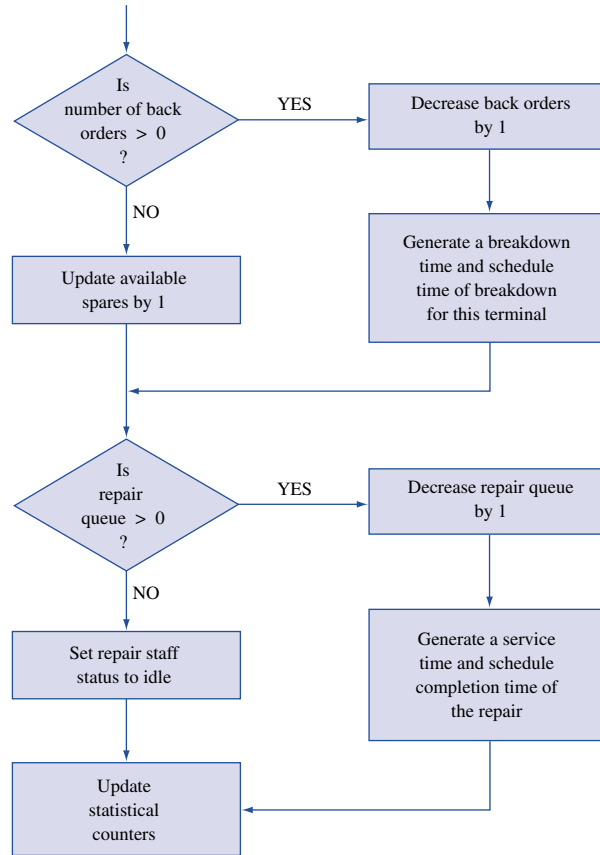 Is
number of back
orders > 0
?
YES
Decrease back orders
by 1
NO
Update available
spares by 1
Generate a breakdown
time and schedule
time of breakdown
for this terminal
Is
repair
queue > 0
?
YES
Decrease repair queue
by 1
NO
Set repair staff
status to idle
Generate a service
time and schedule
completion time of
the repair
Update
statistical
counters